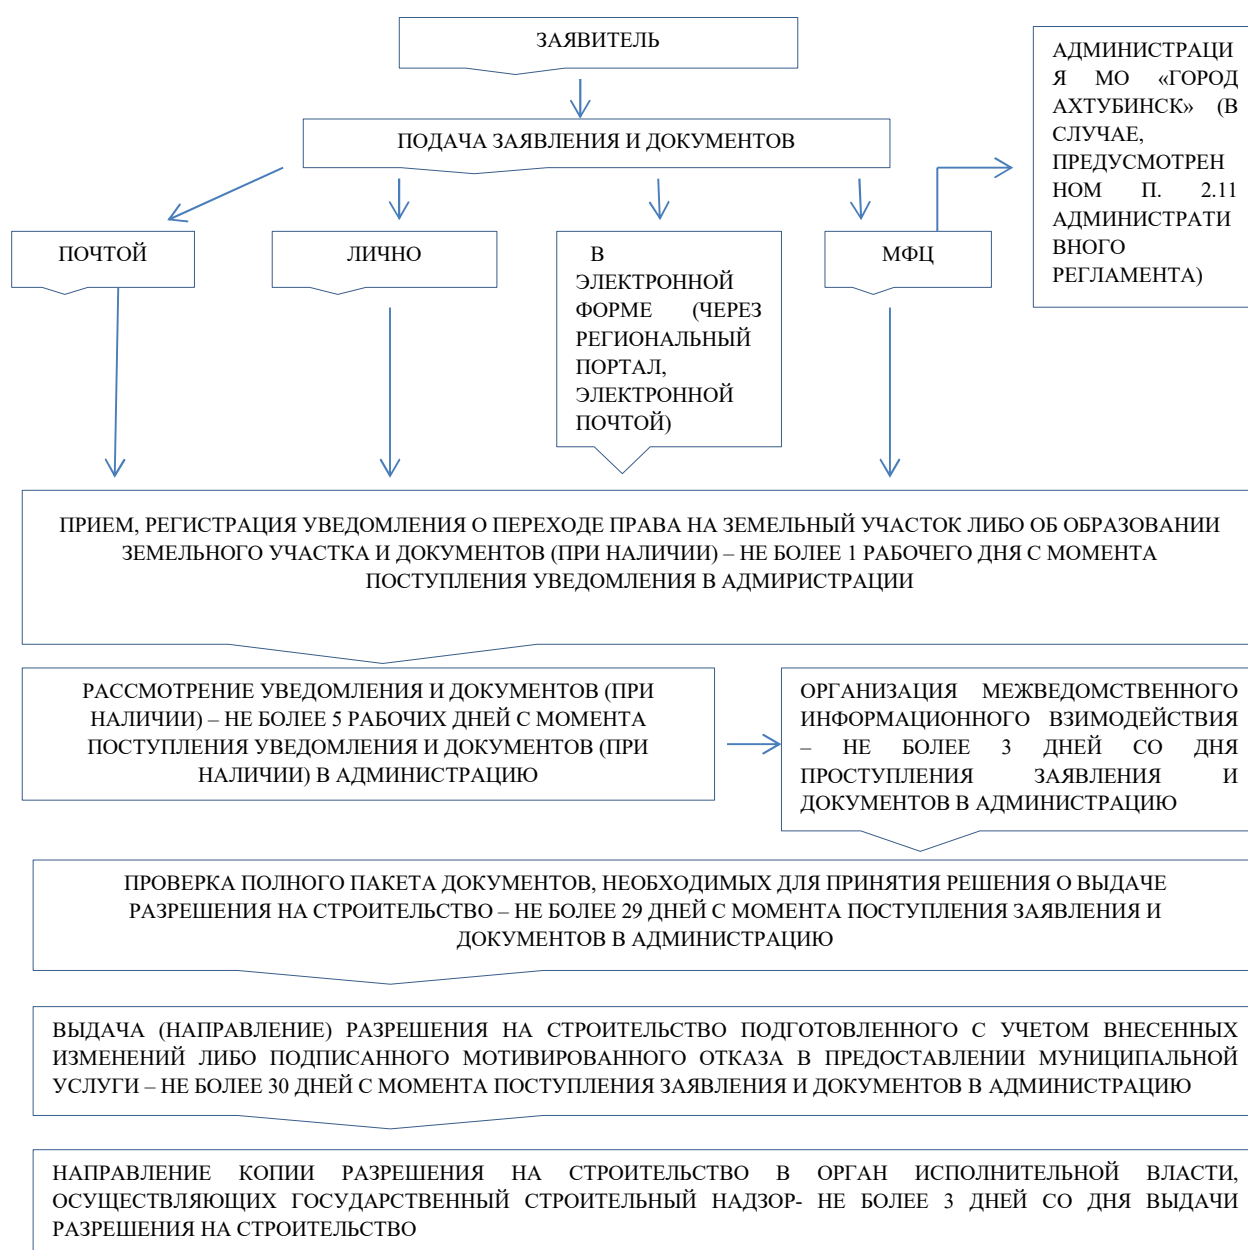 ЗАЯВИТЕЛЬ
ПОДАЧА ЗАЯВЛЕНИЯ И ДОКУМЕНТОВ
АДМИНИСТРАЦИ
Я МО «ГОРОД
АХТУБИНСК» (В
СЛУЧАЕ,
ПРЕДУСМОТРЕН
НОМ П. 2.11
АДМИНИСТРАТИ
ВНОГО
РЕГЛАМЕНТА)
ПОЧТОЙ
ЛИЧНО
В
ЭЛЕКТРОННОЙ
ФОРМЕ (ЧЕРЕЗ
РЕГИОНАЛЬНЫЙ
ПОРТАЛ,
ЭЛЕКТРОННОЙ
ПОЧТОЙ)
МФЦ
ПРИЕМ, РЕГИСТРАЦИЯ УВЕДОМЛЕНИЯ О ПЕРЕХОДЕ ПРАВА НА ЗЕМЕЛЬНЫЙ УЧАСТОК ЛИБО ОБ ОБРАЗОВАНИИ
ЗЕМЕЛЬНОГО УЧАСТКА И ДОКУМЕНТОВ (ПРИ НАЛИЧИИ) – НЕ БОЛЕЕ 1 РАБОЧЕГО ДНЯ С МОМЕНТА
ПОСТУПЛЕНИЯ УВЕДОМЛЕНИЯ В АДМИРИСТРАЦИИ
РАССМОТРЕНИЕ УВЕДОМЛЕНИЯ И ДОКУМЕНТОВ (ПРИ
НАЛИЧИИ) – НЕ БОЛЕЕ 5 РАБОЧИХ ДНЕЙ С МОМЕНТА
ПОСТУПЛЕНИЯ УВЕДОМЛЕНИЯ И ДОКУМЕНТОВ (ПРИ
НАЛИЧИИ) В АДМИНИСТРАЦИЮ
ОРГАНИЗАЦИЯ МЕЖВЕДОМСТВЕННОГО
ИНФОРМАЦИОННОГО ВЗИМОДЕЙСТВИЯ
– НЕ БОЛЕЕ 3 ДНЕЙ СО ДНЯ
ПРОСТУПЛЕНИЯ ЗАЯВЛЕНИЯ И
ДОКУМЕНТОВ В АДМИНИСТРАЦИЮ
ПРОВЕРКА ПОЛНОГО ПАКЕТА ДОКУМЕНТОВ, НЕОБХОДИМЫХ ДЛЯ ПРИНЯТИЯ РЕШЕНИЯ О ВЫДАЧЕ
РАЗРЕШЕНИЯ НА СТРОИТЕЛЬСТВО – НЕ БОЛЕЕ 29 ДНЕЙ С МОМЕНТА ПОСТУПЛЕНИЯ ЗАЯВЛЕНИЯ И
ДОКУМЕНТОВ В АДМИНИСТРАЦИЮ
ВЫДАЧА (НАПРАВЛЕНИЕ) РАЗРЕШЕНИЯ НА СТРОИТЕЛЬСТВО ПОДГОТОВЛЕННОГО С УЧЕТОМ ВНЕСЕННЫХ
ИЗМЕНЕНИЙ ЛИБО ПОДПИСАННОГО МОТИВИРОВАННОГО ОТКАЗА В ПРЕДОСТАВЛЕНИИ МУНИЦИПАЛЬНОЙ
УСЛУГИ – НЕ БОЛЕЕ 30 ДНЕЙ С МОМЕНТА ПОСТУПЛЕНИЯ ЗАЯВЛЕНИЯ И ДОКУМЕНТОВ В АДМИНИСТРАЦИЮ
НАПРАВЛЕНИЕ КОПИИ РАЗРЕШЕНИЯ НА СТРОИТЕЛЬСТВО В ОРГАН ИСПОЛНИТЕЛЬНОЙ ВЛАСТИ,
ОСУЩЕСТВЛЯЮЩИХ ГОСУДАРСТВЕННЫЙ СТРОИТЕЛЬНЫЙ НАДЗОР- НЕ БОЛЕЕ 3 ДНЕЙ СО ДНЯ ВЫДАЧИ
РАЗРЕШЕНИЯ НА СТРОИТЕЛЬСТВО